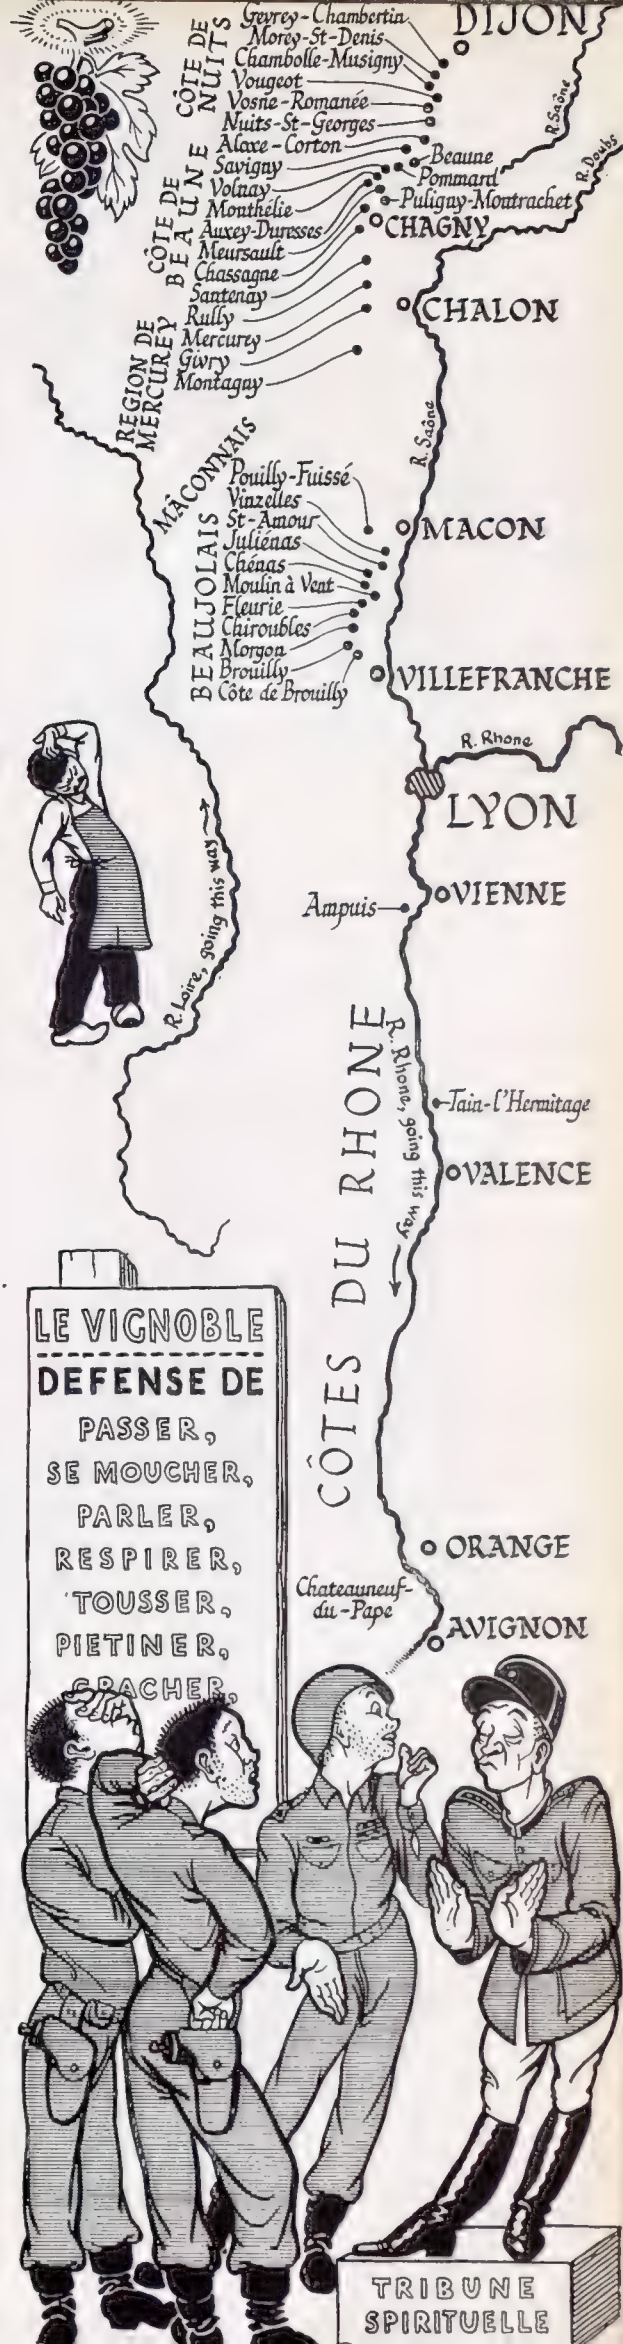 DIJON
CÔTE DE
NUITS
Gevrey-Chambertin
Morey-St-Denis
Chambolle-Musigny
Vougeot
Vosne-Romanée
Nuits-St-Georges
R. Saône
R. Doubs
CÔTE DE
BEAUNE
Aloxe-Corton
Savigny
Volnay
Monthélie
Auxey-Duresses
Meursault
Chassagne
Santenay
Beaune
Pommard
Puligny-Montrachet
CHAGNY
REGION DE
MERCUREY
Rully
Mercurey
Givry
Montagny
CHALON
R. Saône
MÂCONNAIS
Pouilly-Fuissé
Vinzelles
BEAUJOLAIS
St-Amour
Juliénas
Chénas
Moulin à Vent
Fleurie
Chiroubles
Morgon
Brouilly
Côte de Brouilly
MACON
VILLEFRANCHE
R. Rhone
LYON
R. Loire, going this way
Ampuis
VIENNE
CÔTES DU RHONE
R. Rhone, going this way
Tain-l'Hermitage
VALENCE
ORANGE
Chateauneuf-
du-Pape
AVIGNON
LE VIGNOBLE
DEFENSE DE
PASSER,
SE MOUCHER,
PARLER,
RESPIRER,
TOUSSER,
PIETINER,
CRACHER,
TRIBUNE
SPIRITUELLE